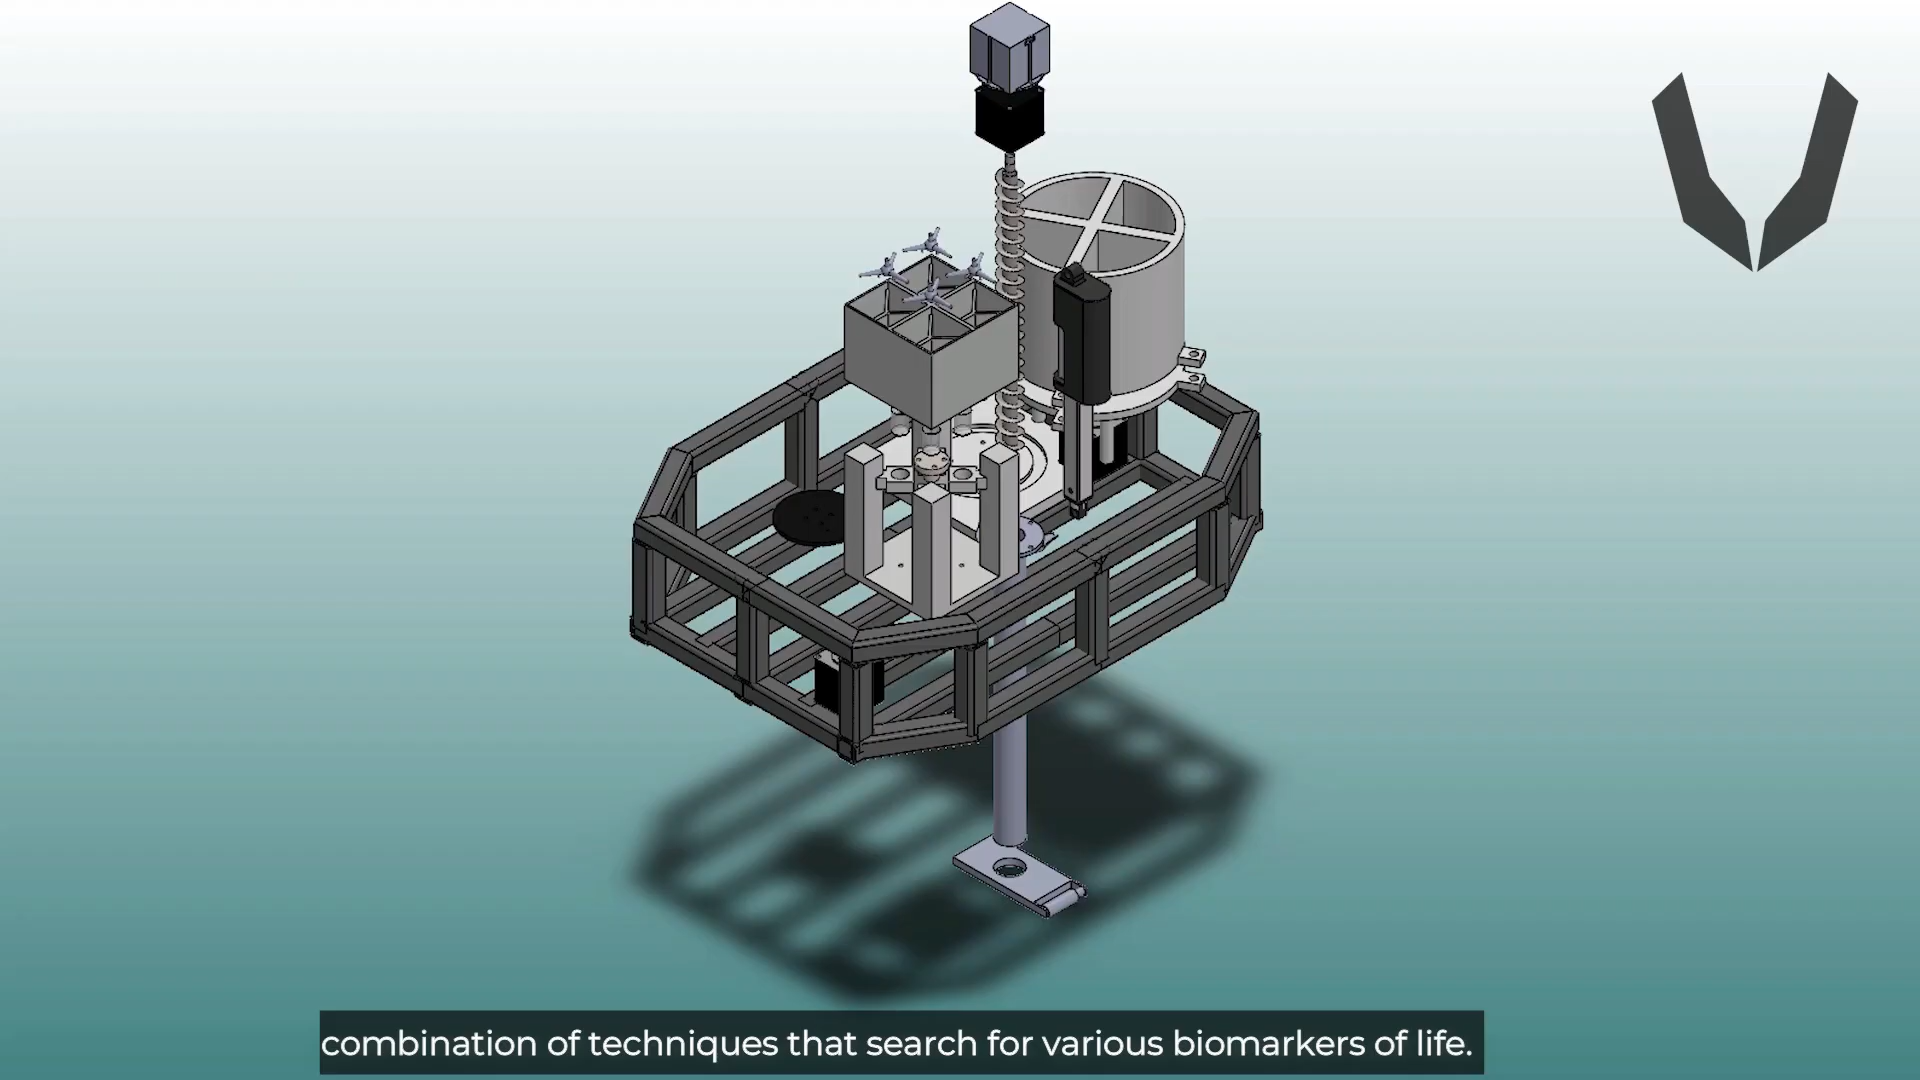 combination of techniques that search for various biomarkers of life.